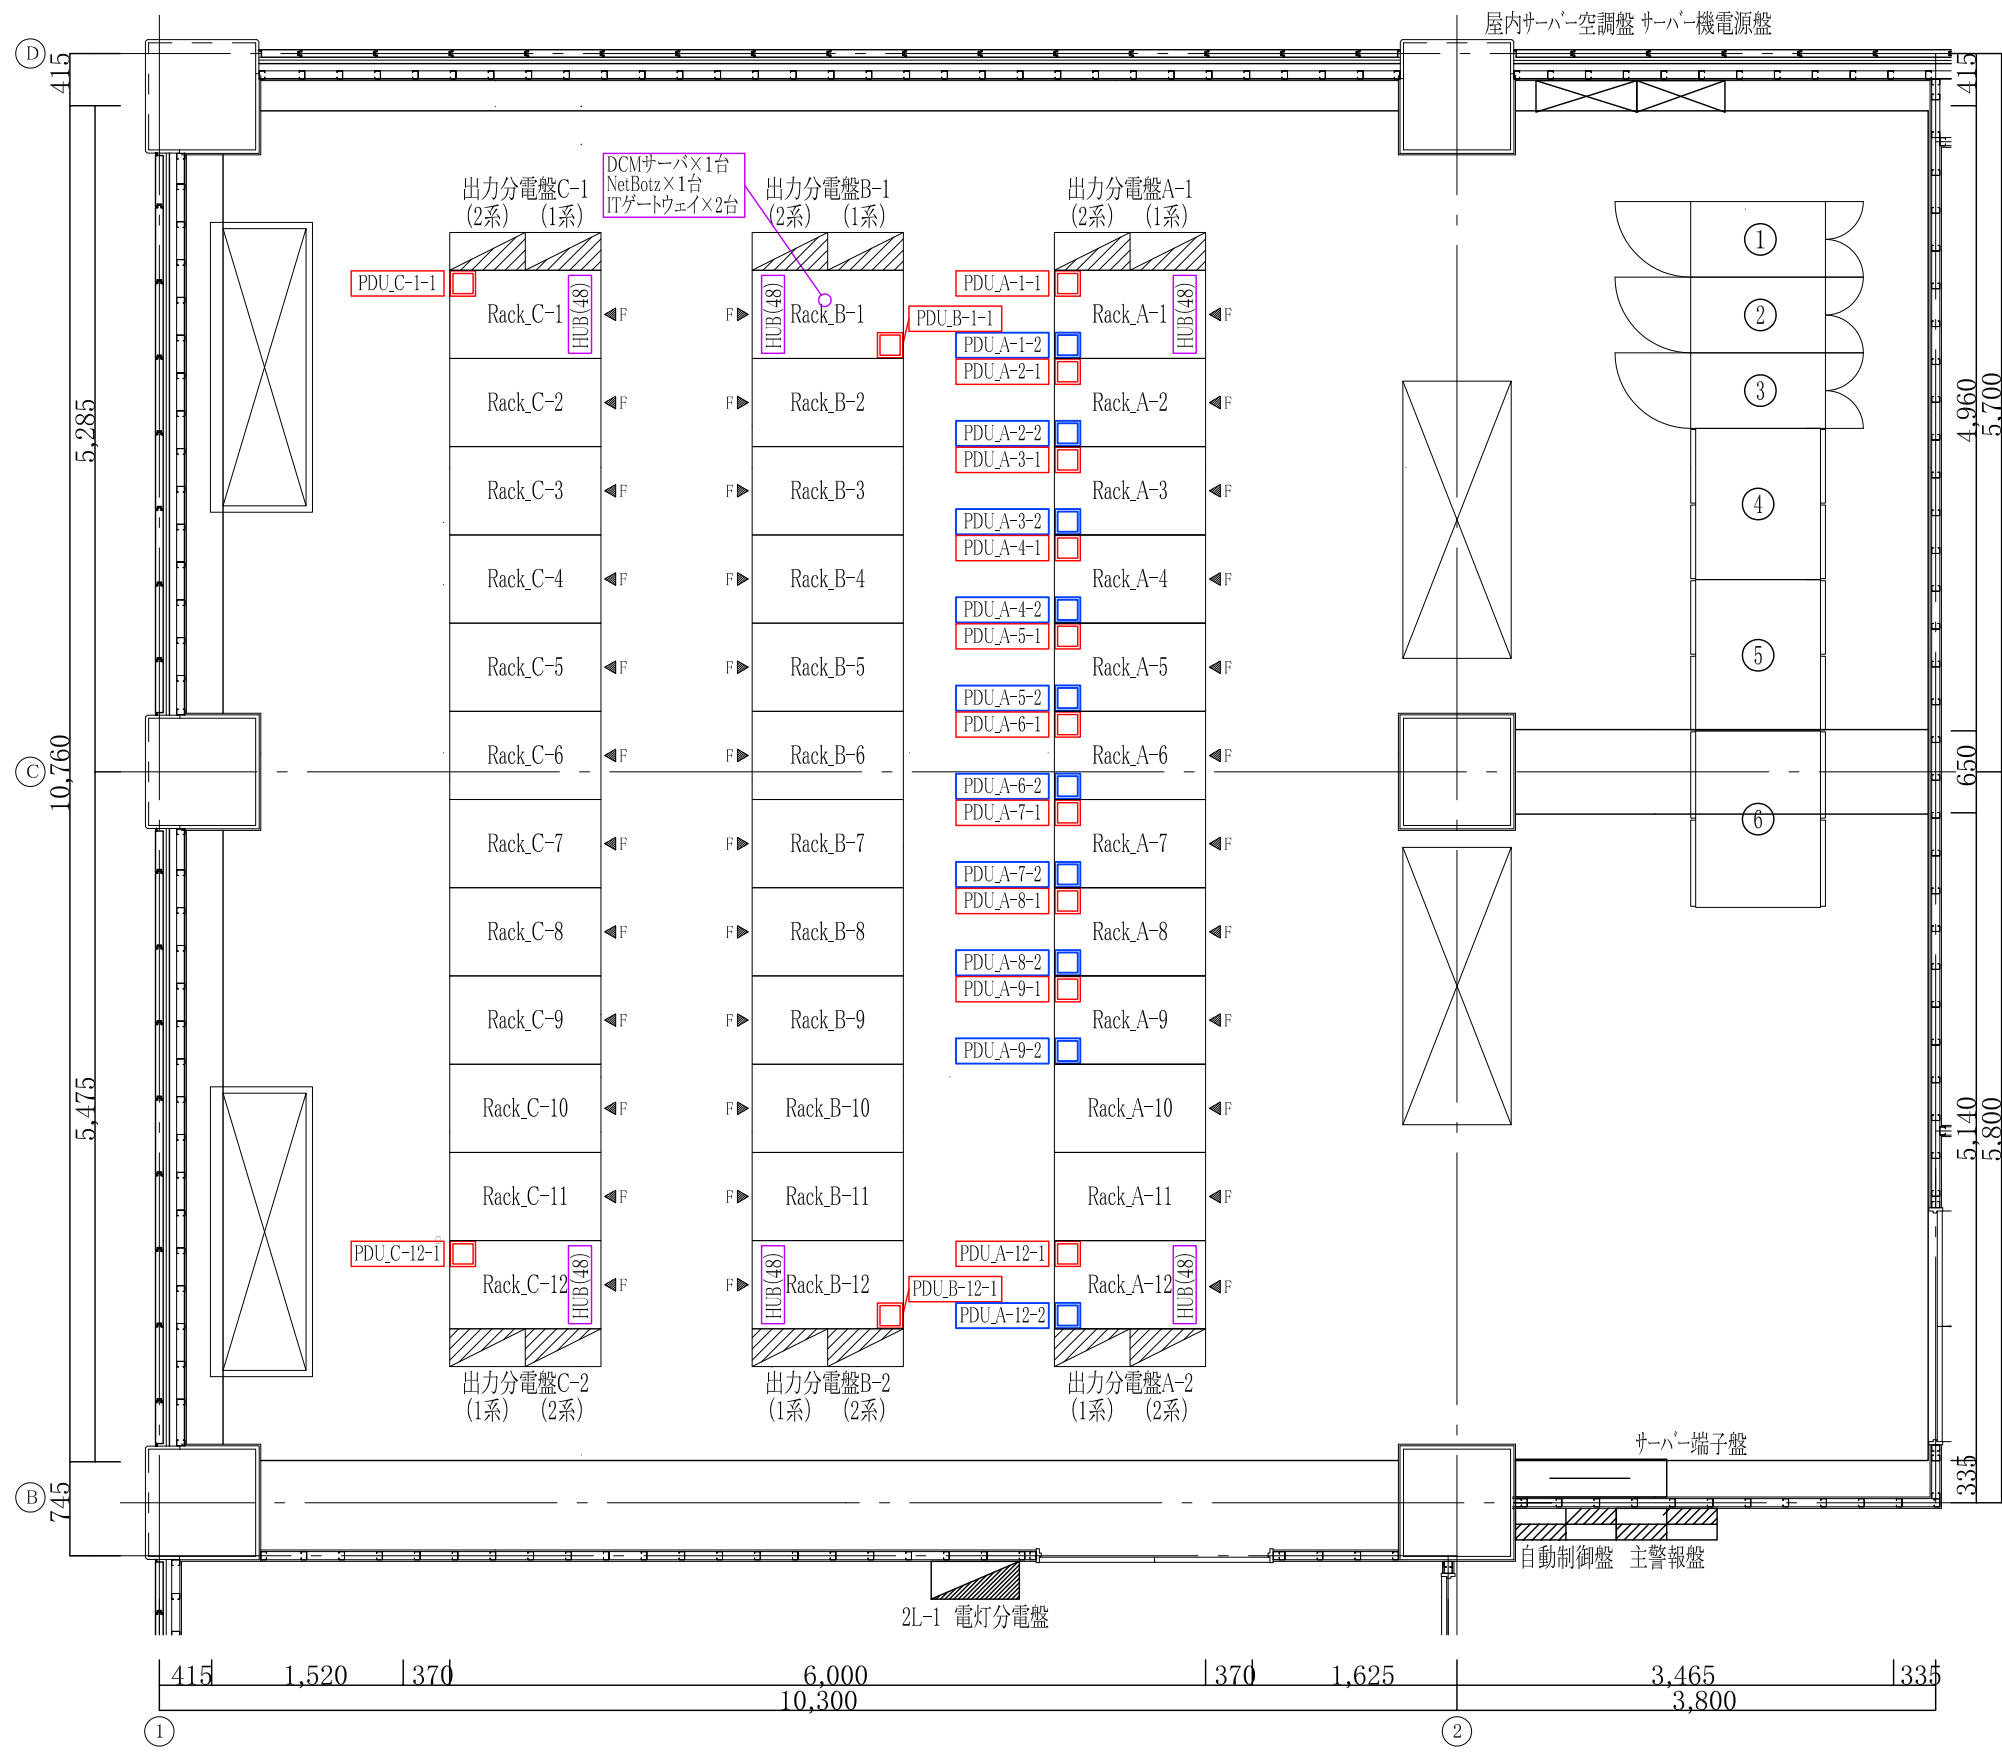 屋内サーバー空調盤 サーバー機電源盤
D
415
415
DCMサーバ×1台
NetBotz×1台
ITゲートウェイ×2台
出力分電盤C-1
(2系) (1系)
出力分電盤B-1
(2系) (1系)
出力分電盤A-1
(2系) (1系)
①
②
③
④
⑤
⑥
PDU_C-1-1
Rack_C-1
HUB(48)
F
F
HUB(48)
Rack_B-1
PDU_B-1-1
PDU_A-1-1
Rack_A-1
HUB(48)
F
PDU_A-1-2
PDU_A-2-1
Rack_C-2
F
F
Rack_B-2
Rack_A-2
F
PDU_A-2-2
PDU_A-3-1
Rack_C-3
F
F
Rack_B-3
Rack_A-3
F
PDU_A-3-2
PDU_A-4-1
Rack_C-4
F
F
Rack_B-4
Rack_A-4
F
PDU_A-4-2
PDU_A-5-1
Rack_C-5
F
F
Rack_B-5
Rack_A-5
F
PDU_A-5-2
PDU_A-6-1
Rack_C-6
F
F
Rack_B-6
Rack_A-6
F
PDU_A-6-2
PDU_A-7-1
Rack_C-7
F
F
Rack_B-7
Rack_A-7
F
PDU_A-7-2
PDU_A-8-1
Rack_C-8
F
F
Rack_B-8
Rack_A-8
F
PDU_A-8-2
PDU_A-9-1
Rack_C-9
F
F
Rack_B-9
Rack_A-9
F
PDU_A-9-2
Rack_C-10
F
F
Rack_B-10
Rack_A-10
F
Rack_C-11
F
F
Rack_B-11
Rack_A-11
F
PDU_C-12-1
Rack_C-12
HUB(48)
F
F
HUB(48)
Rack_B-12
PDU_B-12-1
PDU_A-12-1
Rack_A-12
HUB(48)
F
PDU_A-12-2
出力分電盤C-2
(1系) (2系)
出力分電盤B-2
(1系) (2系)
出力分電盤A-2
(1系) (2系)
5,285
10,760
C
5,475
B
745
4,960
5,700
650
5,140
5,800
335
サーバー端子盤
自動制御盤 主警報盤
2L-1 電灯分電盤
415
1,520
370
6,000
370
1,625
3,465
335
10,300
3,800
1
2